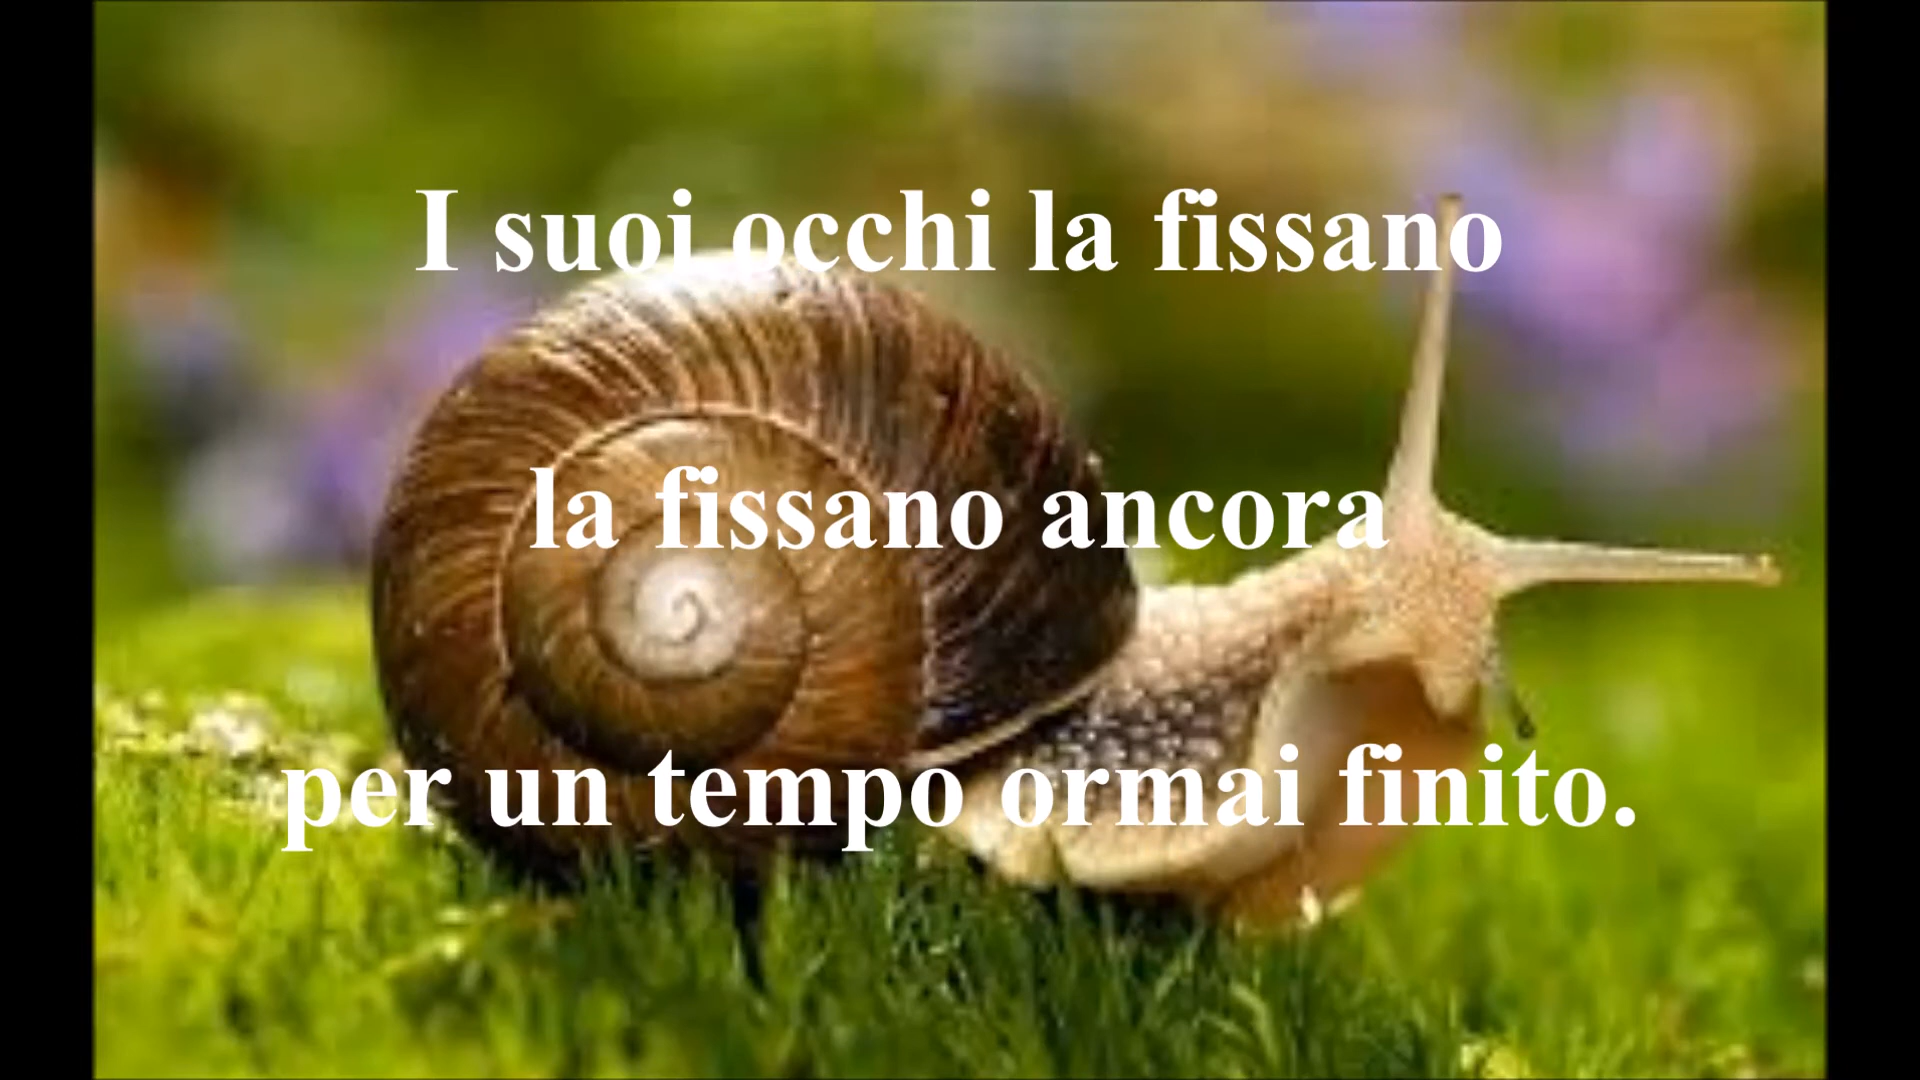 I suoi occhi la fissano
la fissano ancora
per un tempo ormai finito.